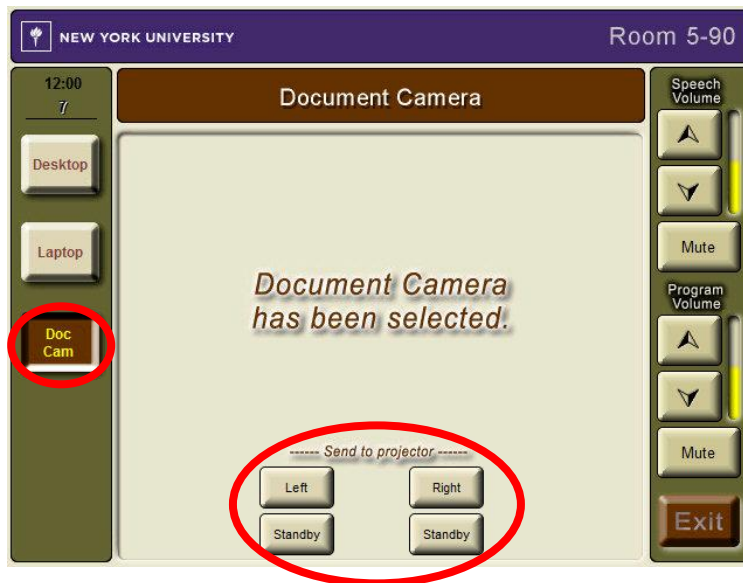 NEW YORK UNIVERSITY
Room 5-90
12:00
7
Desktop
Laptop
Doc
Cam
Document Camera
Document Camera
has been selected.
------ Send to projector ------
Left
Right
Standby
Standby
Speech
Volume
Mute
Program
Volume
Mute
Exit